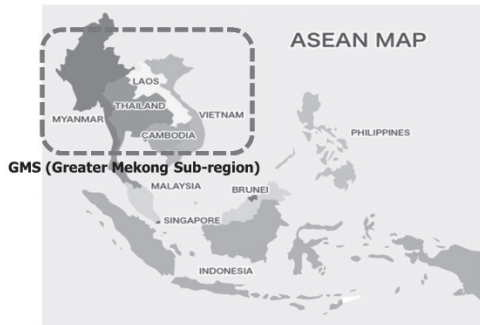 ASEAN MAP
LAOS
THAILAND
MYANMAR
VIETNAM
CAMBODIA
PHILIPPINES
GMS (Greater Mekong Sub-region)
MALAYSIA
BRUNEI
SINGAPORE
INDONESIA